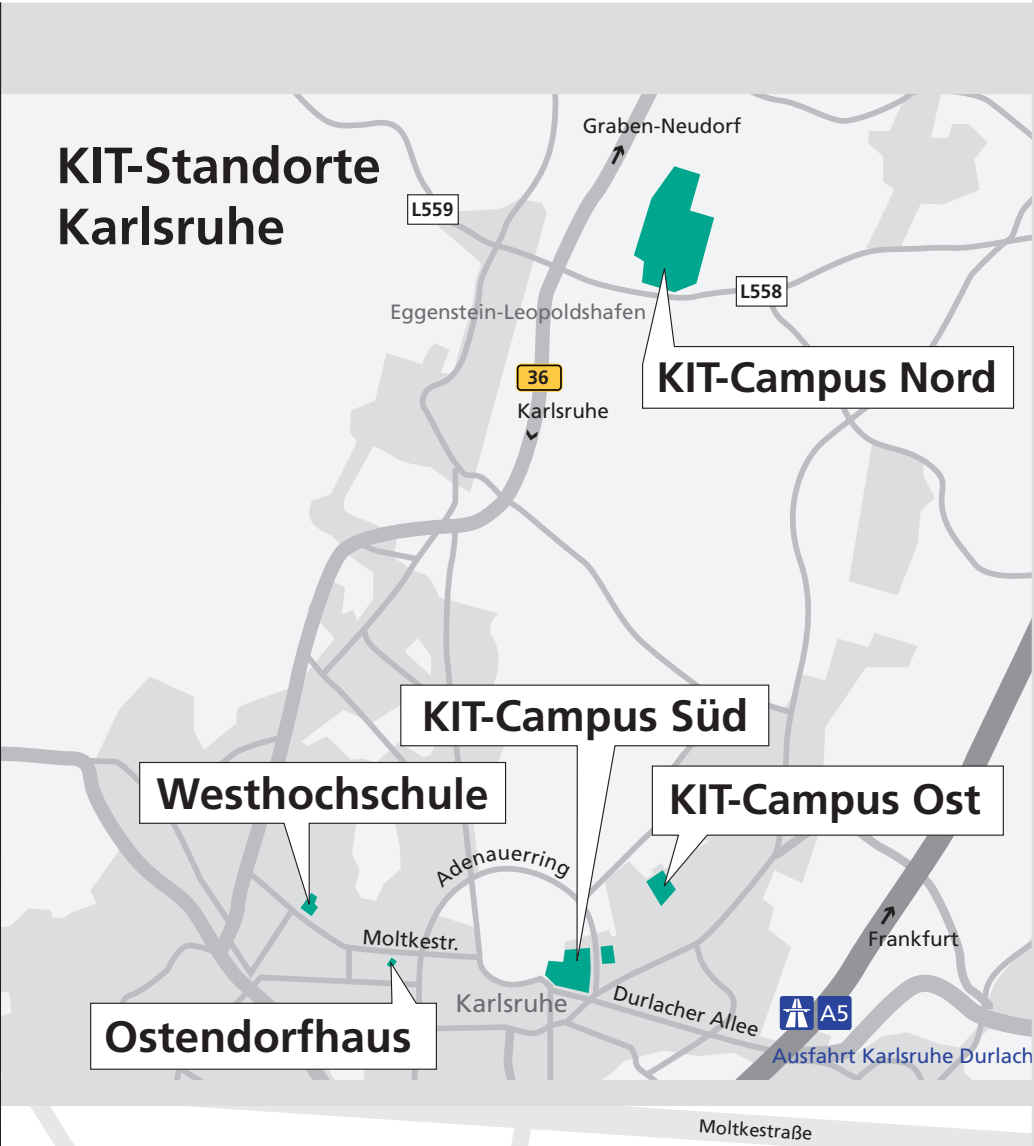 Graben-Neudorf
KIT-Standorte
Karlsruhe
L559
L558
Eggenstein-Leopoldshafen
KIT-Campus Nord
36
Karlsruhe
KIT-Campus Süd
Westhochschule
KIT-Campus Ost
Adenauerring
Moltkestr.
Frankfurt
Karlsruhe
Durlacher Allee
A5
Ostendorfhaus
Ausfahrt Karlsruhe Durlach
Moltkestraße